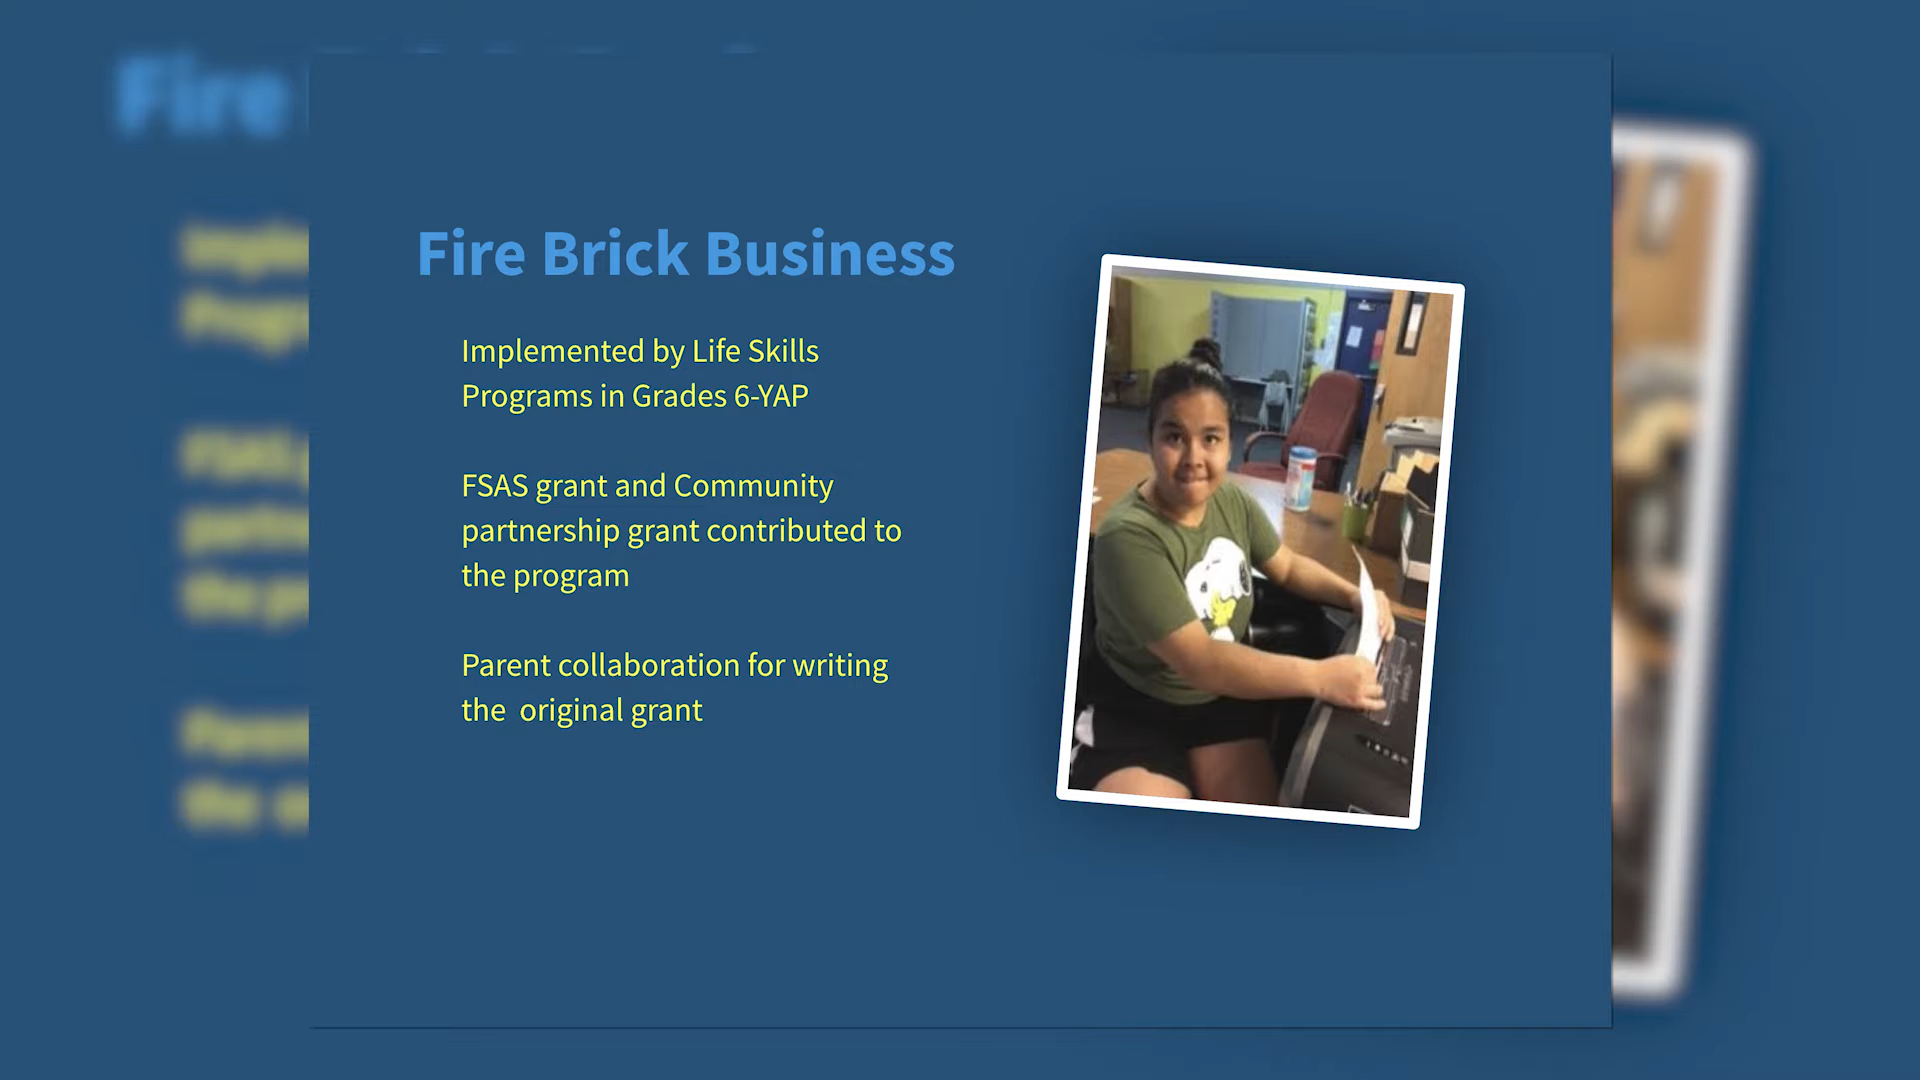 Fire Brick Business
Implemented by Life Skills
Programs in Grades 6-YAP
FSAS grant and Community
partnership grant contributed to
the program
Parent collaboration for writing
the  original grant